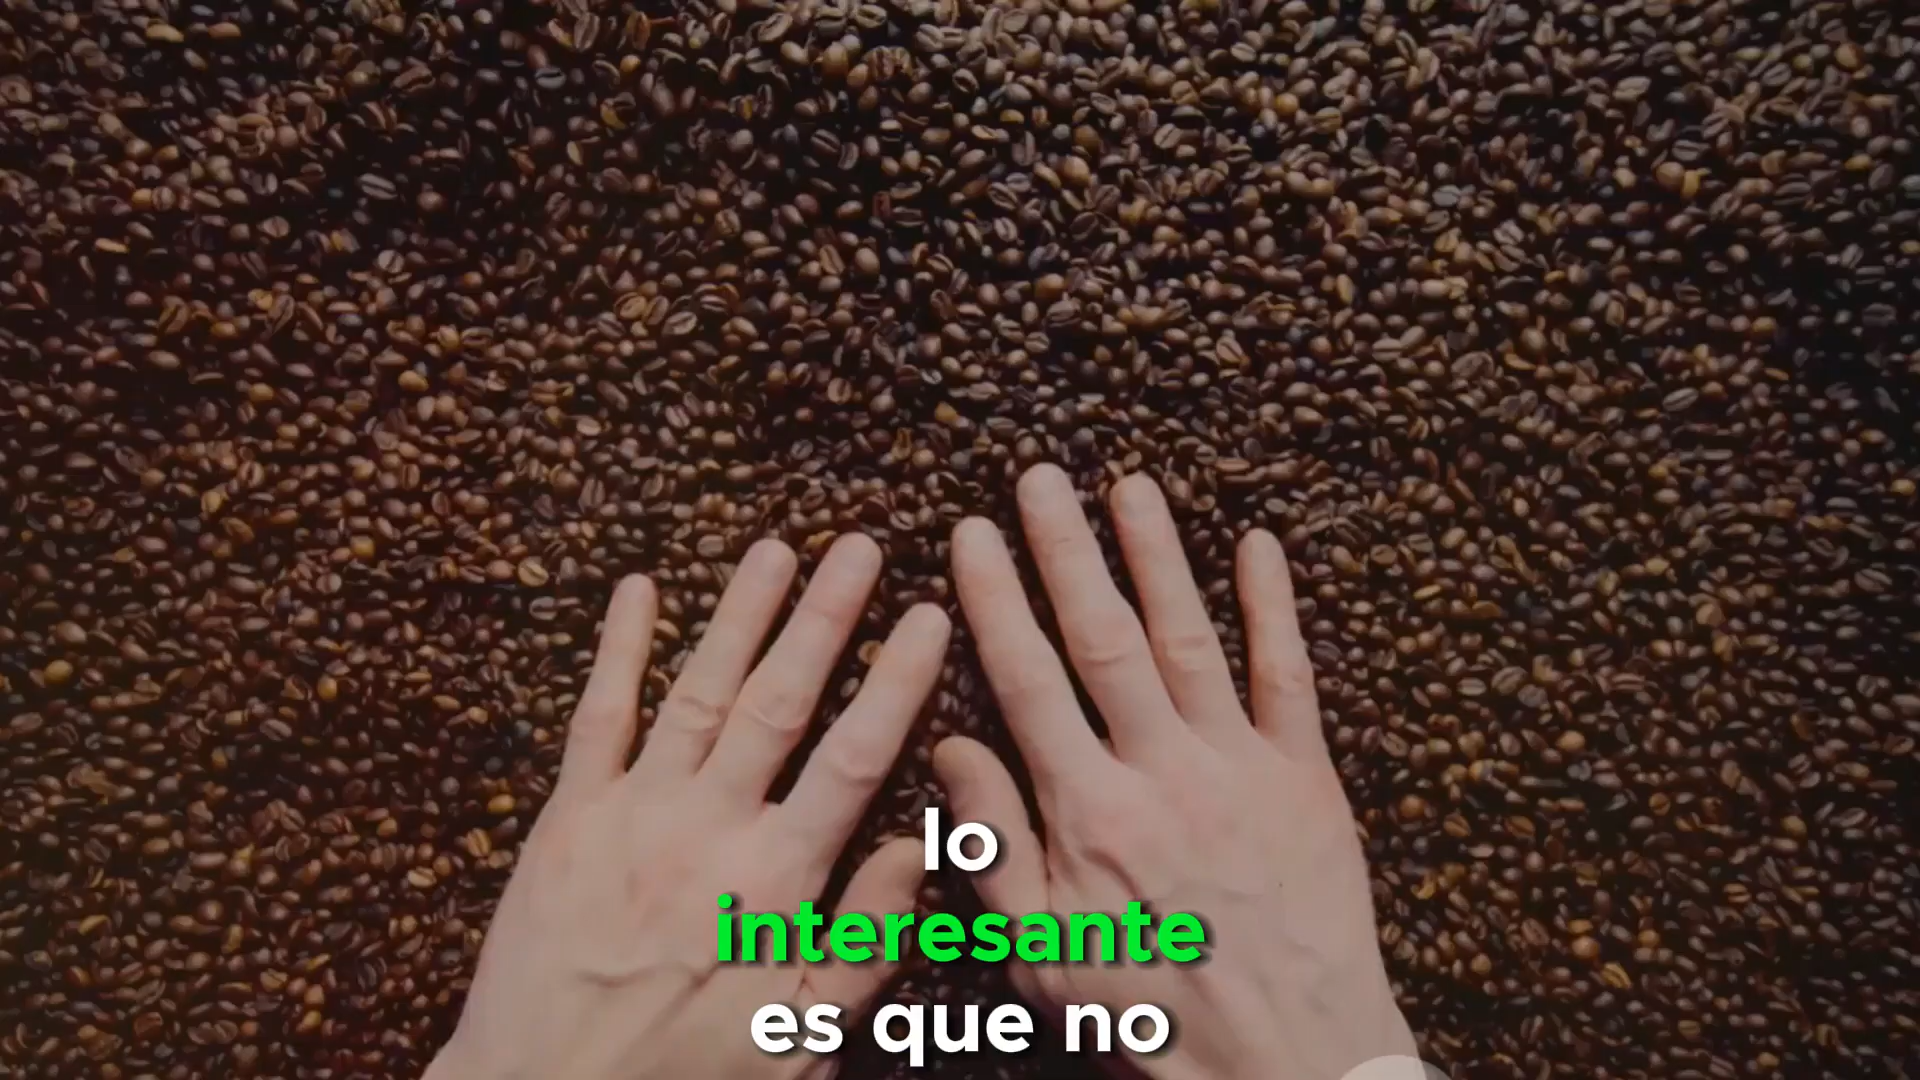 lo
interesante
es que no